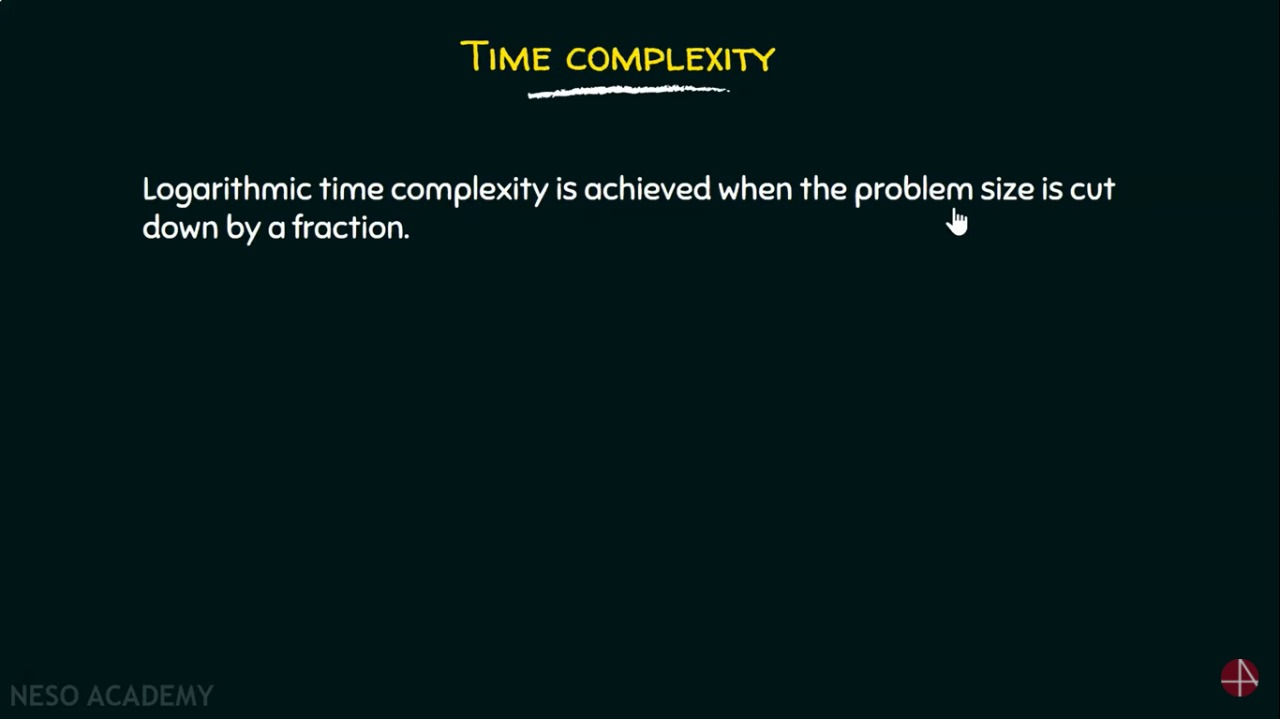 TIME COMPLEXITY
Logarithmic time complexity is achieved when the problem size is cut
down by a fraction.
NESO ACADEMY